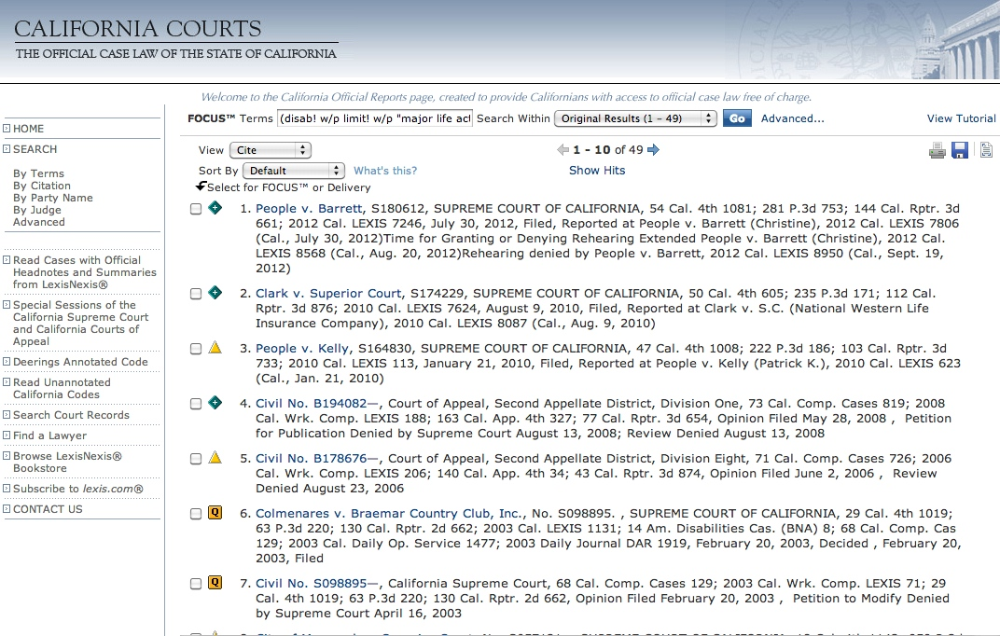 CALIFORNIA COURTS
THE OFFICIAL CASE LAW OF THE STATE OF CALIFORNIA
Welcome to the California Official Reports page, created to provide Californians with access to official case law free of charge.
HOME
SEARCH
By Terms
By Citation
By Party Name
By Judge
Advanced
Read Cases with Official
Headnotes and Summaries
from LexisNexis®
Special Sessions of the
California Supreme Court
and California Courts of
Appeal
Deerings Annotated Code
Read Unannotated
California Codes
Search Court Records
Find a Lawyer
Browse LexisNexis®
Bookstore
Subscribe to lexis.com®
CONTACT US
FOCUS™ Terms (disab! w/p limit! w/p "major life act Search Within Original Results (1 - 49) Go Advanced... View Tutorial
View Cite 1 - 10 of 49
Sort By Default What's this? Show Hits
Select for FOCUS™ or Delivery
1. People v. Barrett, S180612, SUPREME COURT OF CALIFORNIA, 54 Cal. 4th 1081; 281 P.3d 753; 144 Cal. Rptr. 3d
661; 2012 Cal. LEXIS 7246, July 30, 2012, Filed, Reported at People v. Barrett (Christine), 2012 Cal. LEXIS 7806
(Cal., July 30, 2012)Time for Granting or Denying Rehearing Extended People v. Barrett (Christine), 2012 Cal.
LEXIS 8568 (Cal., Aug. 20, 2012)Rehearing denied by People v. Barrett, 2012 Cal. LEXIS 8950 (Cal., Sept. 19,
2012)
2. Clark v. Superior Court, S174229, SUPREME COURT OF CALIFORNIA, 50 Cal. 4th 605; 235 P.3d 171; 112 Cal.
Rptr. 3d 876; 2010 Cal. LEXIS 7624, August 9, 2010, Filed, Reported at Clark v. S.C. (National Western Life
Insurance Company), 2010 Cal. LEXIS 8087 (Cal., Aug. 9, 2010)
3. People v. Kelly, S164830, SUPREME COURT OF CALIFORNIA, 47 Cal. 4th 1008; 222 P.3d 186; 103 Cal. Rptr. 3d
733; 2010 Cal. LEXIS 113, January 21, 2010, Filed, Reported at People v. Kelly (Patrick K.), 2010 Cal. LEXIS 623
(Cal., Jan. 21, 2010)
4. Civil No. B194082—, Court of Appeal, Second Appellate District, Division One, 73 Cal. Comp. Cases 819; 2008
Cal. Wrk. Comp. LEXIS 188; 163 Cal. App. 4th 327; 77 Cal. Rptr. 3d 654, Opinion Filed May 28, 2008 , Petition
for Publication Denied by Supreme Court August 13, 2008; Review Denied August 13, 2008
5. Civil No. B178676—, Court of Appeal, Second Appellate District, Division Eight, 71 Cal. Comp. Cases 726; 2006
Cal. Wrk. Comp. LEXIS 206; 140 Cal. App. 4th 34; 43 Cal. Rptr. 3d 874, Opinion Filed June 2, 2006 , Review
Denied August 23, 2006
Q 6. Colmenares v. Braemar Country Club, Inc., No. S098895. , SUPREME COURT OF CALIFORNIA, 29 Cal. 4th 1019;
63 P.3d 220; 130 Cal. Rptr. 2d 662; 2003 Cal. LEXIS 1131; 14 Am. Disabilities Cas. (BNA) 8; 68 Cal. Comp. Cas
129; 2003 Cal. Daily Op. Service 1477; 2003 Daily Journal DAR 1919, February 20, 2003, Decided , February 20,
2003, Filed
Q 7. Civil No. S098895—, California Supreme Court, 68 Cal. Comp. Cases 129; 2003 Cal. Wrk. Comp. LEXIS 71; 29
Cal. 4th 1019; 63 P.3d 220; 130 Cal. Rptr. 2d 662, Opinion Filed February 20, 2003 , Petition to Modify Denied
by Supreme Court April 16, 2003